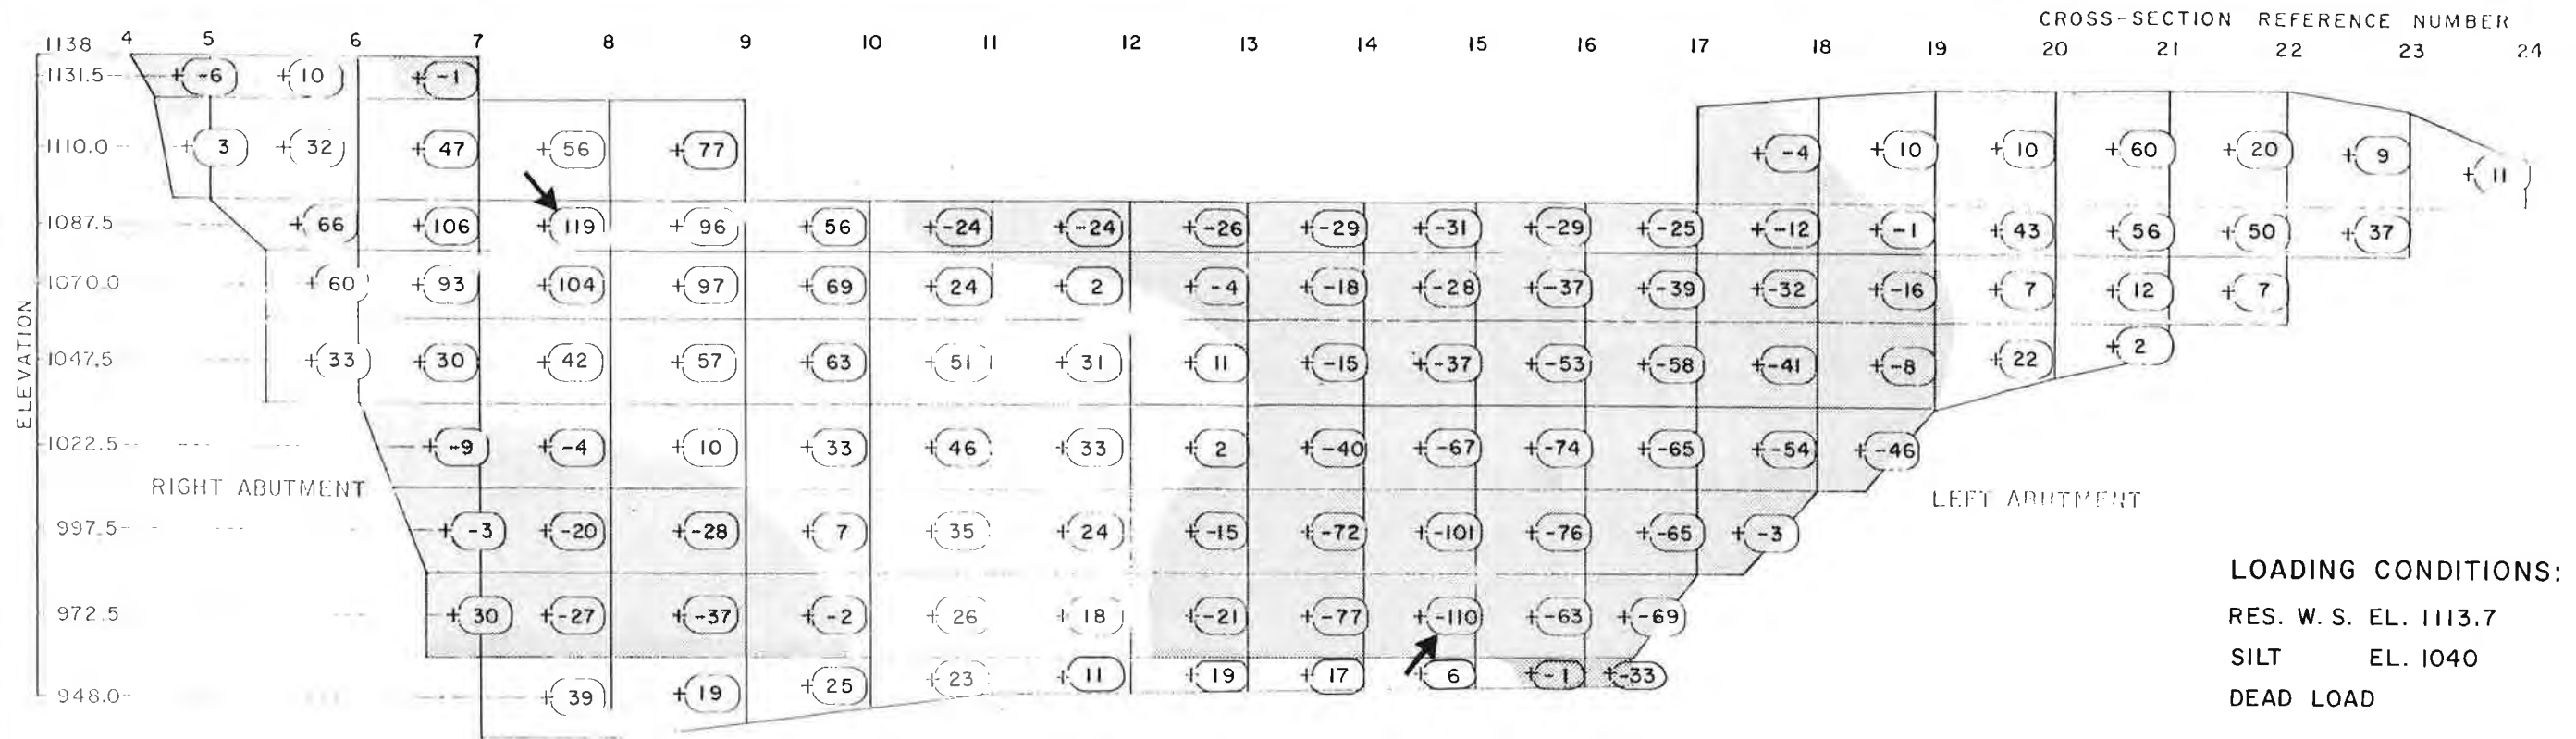 CROSS-SECTION REFERENCE NUMBER
1138 4 5 6 7 8 9 10 11 12 13 14 15 16 17 18 19 20 21 22 23 24
1131.5 + -6 + 10 + -1
1110.0 + 3 + 32 + 47 + 56 + 77 + -4 + 10 + 10 + 60 + 20 + 9 + 11
1087.5 + 66 + 106 + 119 + 96 + 56 + -24 + -24 + -26 + -29 + -31 + -29 + -25 + -12 + -1 + 43 + 56 + 50 + 37
1070.0 + 60 + 93 + 104 + 97 + 69 + 24 + 2 + -4 + -18 + -28 + -37 + -39 + -32 + -16 + 7 + 12 + 7
ELEVATION
1047.5 + 33 + 30 + 42 + 57 + 63 + 51 + 31 + 11 + -15 + -37 + -53 + -58 + -41 + -8 + 22 + 2
1022.5 + -9 + -4 + 10 + 33 + 46 + 33 + 2 + -40 + -67 + -74 + -65 + -54 + -46
RIGHT ABUTMENT LEFT ABUTMENT
997.5 + -3 + -20 + -28 + 7 + 35 + 24 + -15 + -72 + -101 + -76 + -65 + -3
972.5 + 30 + -27 + -37 + -2 + 26 + 18 + -21 + -77 + -110 + -63 + -69
948.0 + 39 + 19 + 25 + 23 + 11 + 19 + 17 + 6 + -1 + -33
LOADING CONDITIONS:
RES. W. S. EL. 1113.7
SILT EL. 1040
DEAD LOAD